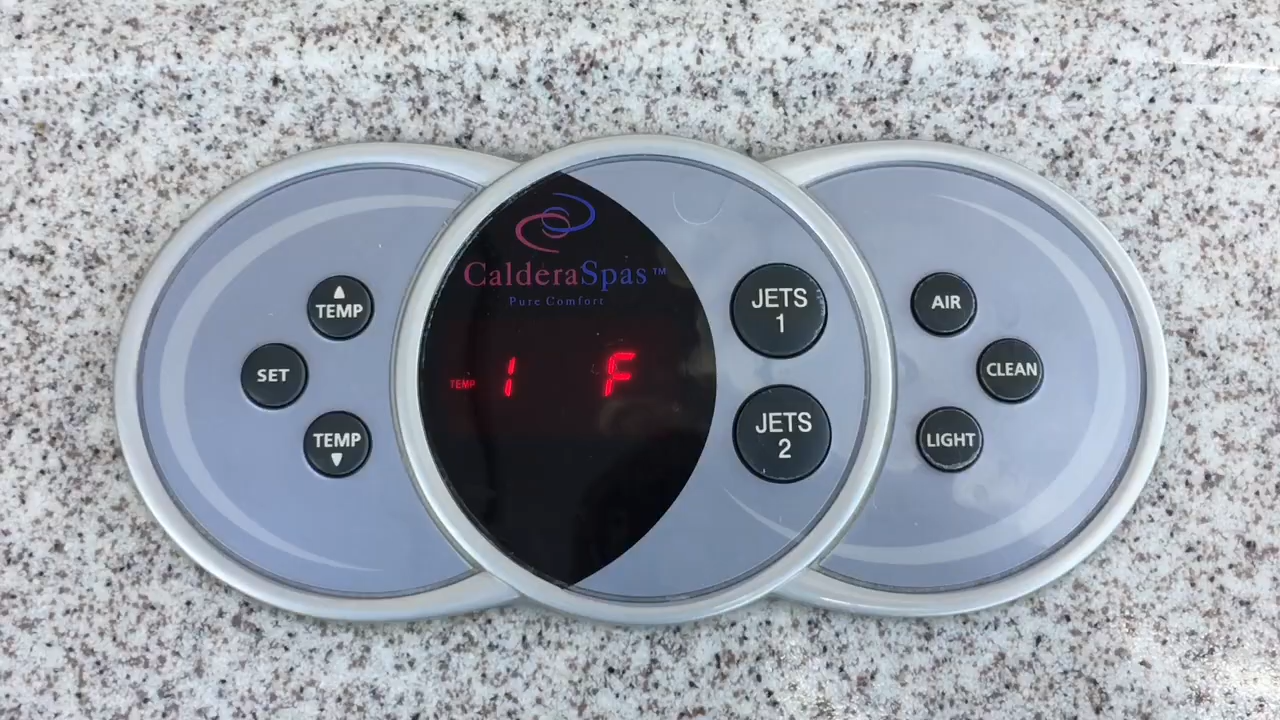 TEMP
SET
TEMP
CalderaSpas™
Pure Comfort
TEMP 1 F
JETS
1
JETS
2
AIR
CLEAN
LIGHT